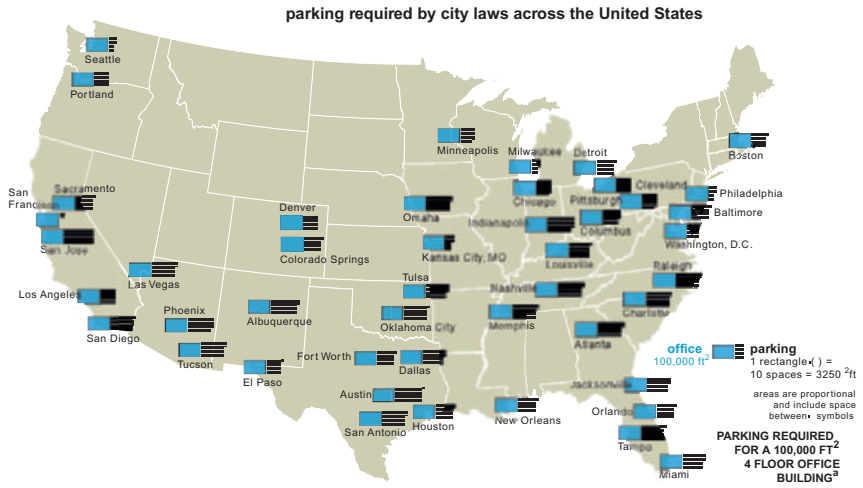 parking required by city laws across the United States
Seattle
Portland
Minneapolis
Milwaukee
Detroit
Boston
San
Francisco
Sacramento
San Jose
Denver
Colorado Springs
Omaha
Kansas City, MO
Chicago
Indianapolis
Pittsburgh
Cleveland
Columbus
Philadelphia
Baltimore
Washington, D.C.
Louisville
Raleigh
Las Vegas
Los Angeles
San Diego
Phoenix
Tucson
Albuquerque
El Paso
Tulsa
Oklahoma City
Nashville
Memphis
Charlotte
Atlanta
Fort Worth
Dallas
Austin
San Antonio
Houston
New Orleans
Jacksonville
Orlando
Tampa
Miami
office
100,000 ft2
parking
1 rectangle ( ) =
10 spaces = 3250 2ft
areas are proportional
and include space
between symbols
PARKING REQUIRED
FOR A 100,000 FT2
4 FLOOR OFFICE
BUILDINGa